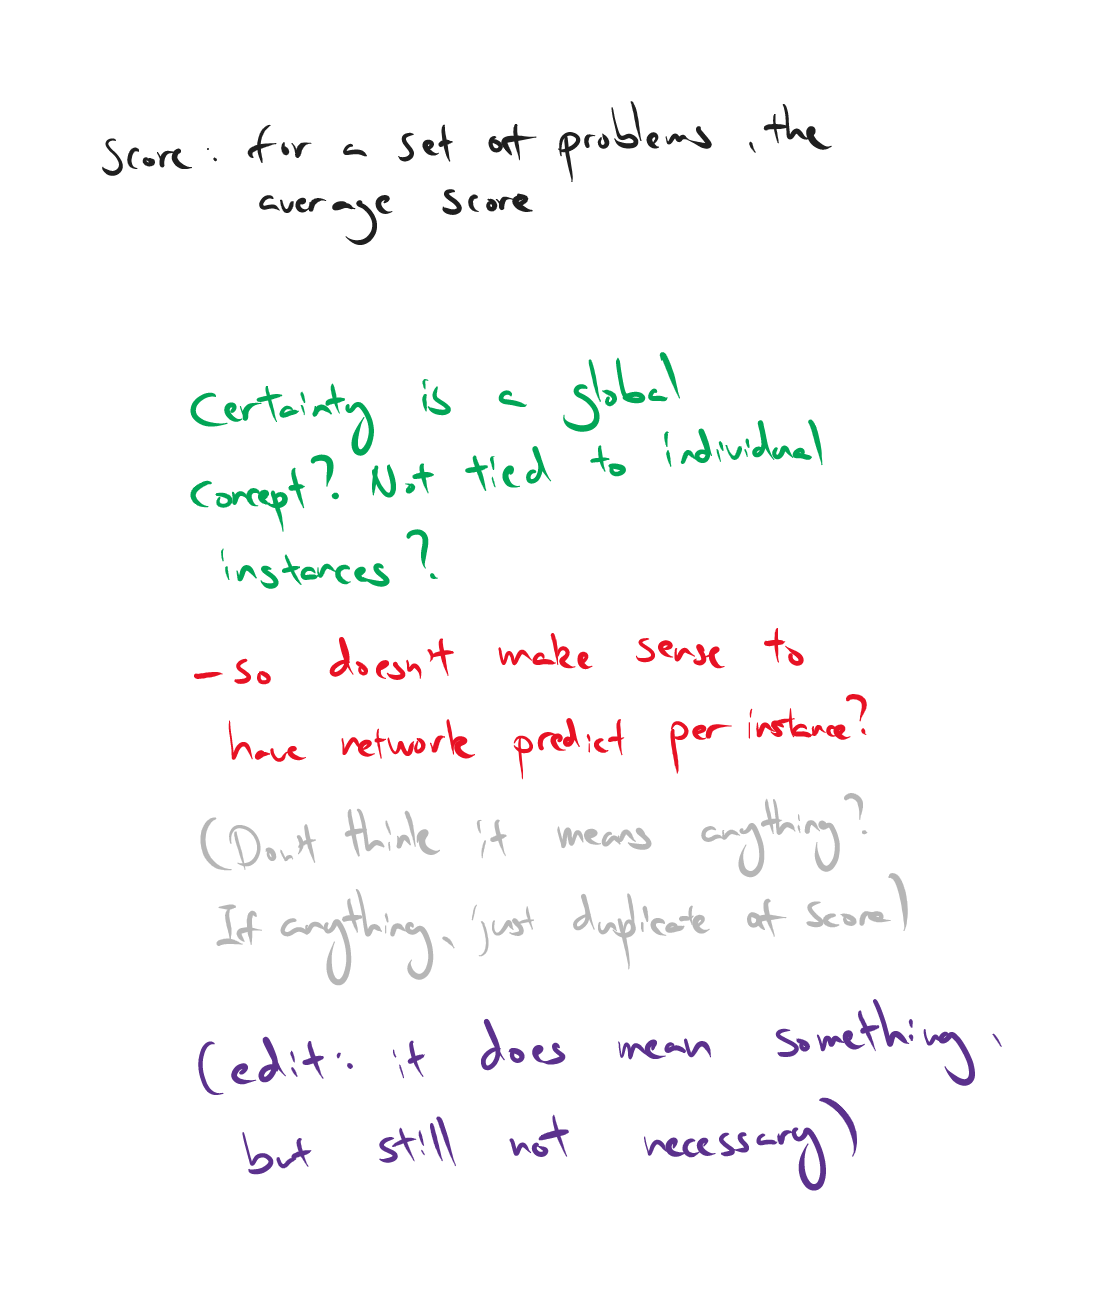 Score: for a set of problems, the
average score
Certainty is a global
concept? Not tied to individual
instances?
- so doesn't make sense to
have network predict per instance?
(Don't think it means anything?
If anything, just duplicate of score)
(edit: it does mean something,
but still not necessary)